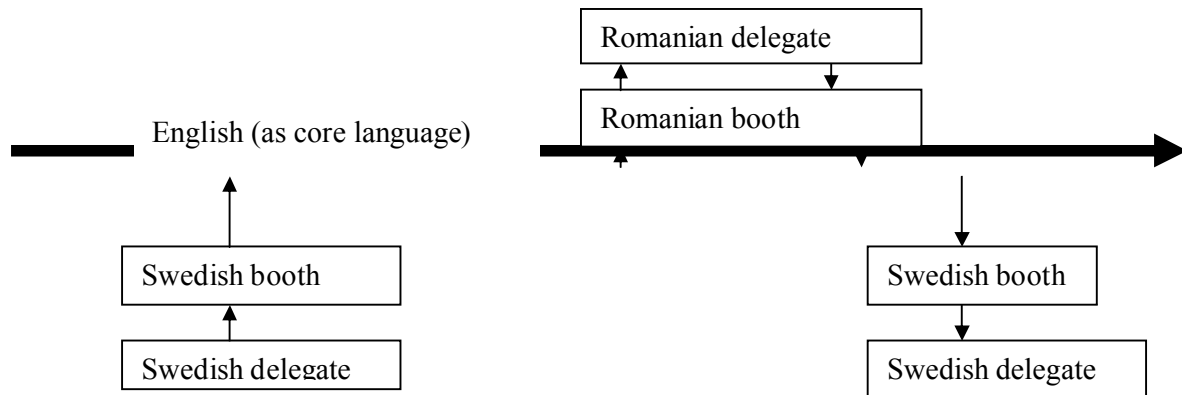 Romanian delegate
Romanian booth
English (as core language)
Swedish booth
Swedish booth
Swedish delegate
Swedish delegate